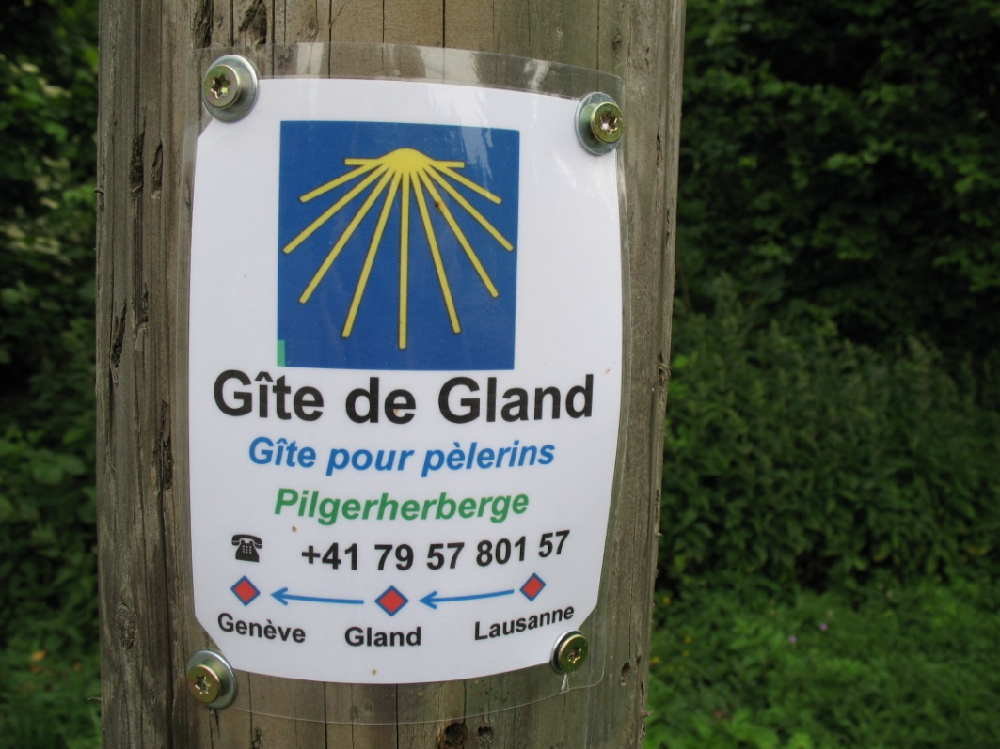 Gîte de Gland
Gîte pour pèlerins
Pilgerherberge
+41 79 57 801 57
Genève Gland Lausanne